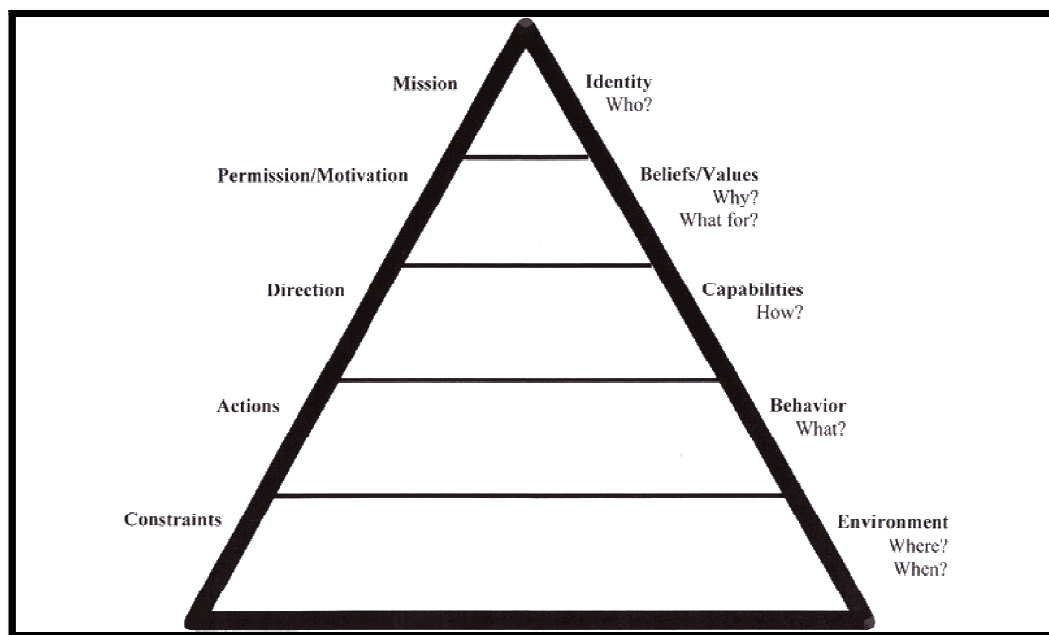 Mission
Identity
Who?
Permission/Motivation
Beliefs/Values
Why?
What for?
Direction
Capabilities
How?
Actions
Behavior
What?
Constraints
Environment
Where?
When?